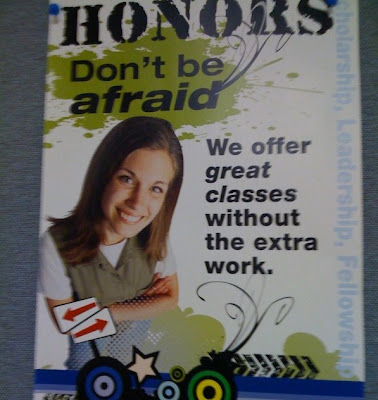 HONORS
Don't be
afraid
We offer
great
classes
without
the extra
work.
Scholarship, Leadership, Fellowship